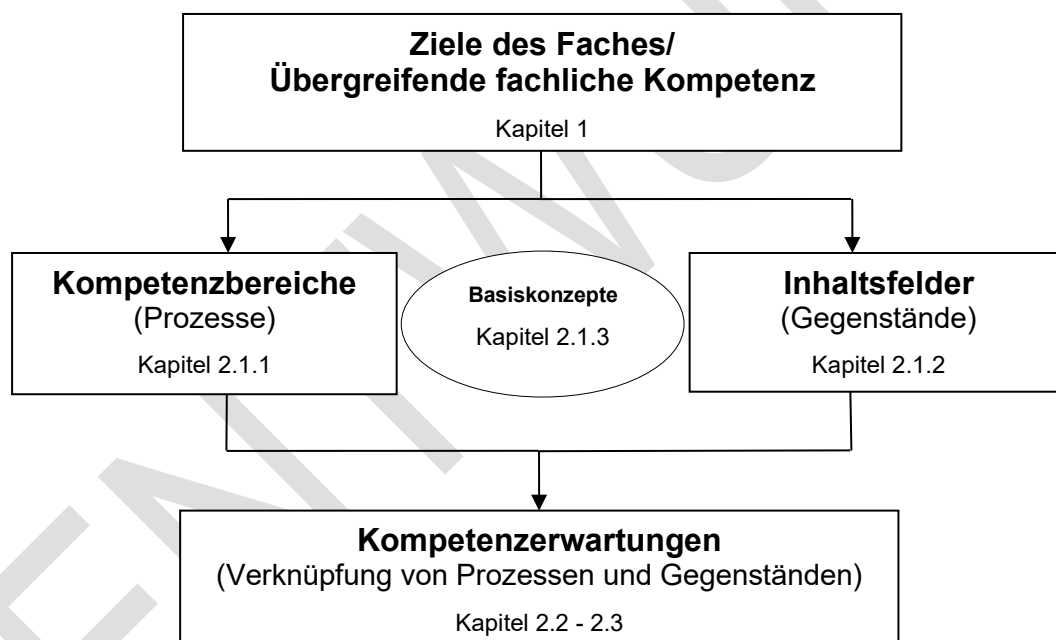 Ziele des Faches/
Übergreifende fachliche Kompetenz
Kapitel 1
Kompetenzbereiche
(Prozesse)
Kapitel 2.1.1
Basiskonzepte
Kapitel 2.1.3
Inhaltsfelder
(Gegenstände)
Kapitel 2.1.2
Kompetenzerwartungen
(Verknüpfung von Prozessen und Gegenständen)
Kapitel 2.2 - 2.3